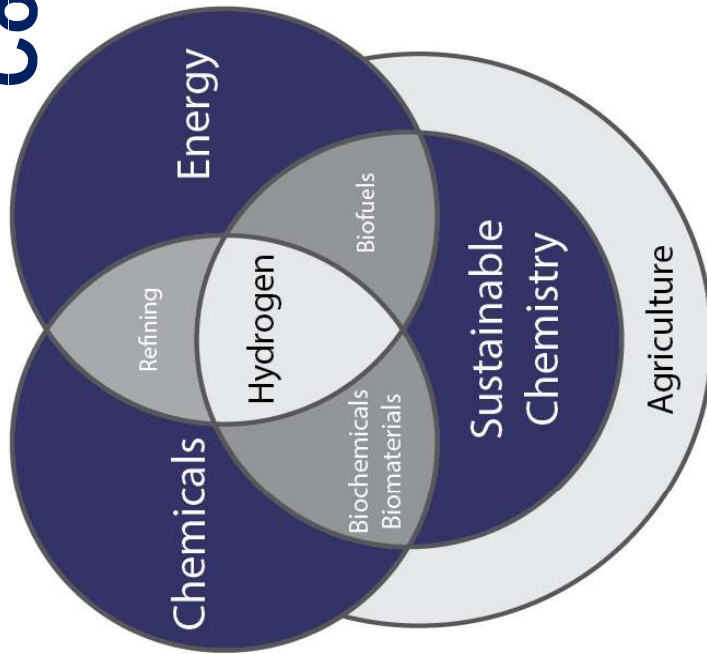 Refining
Chemicals
Energy
Hydrogen
Biochemicals
Biomaterials
Biofuels
Sustainable
Chemistry
Agriculture